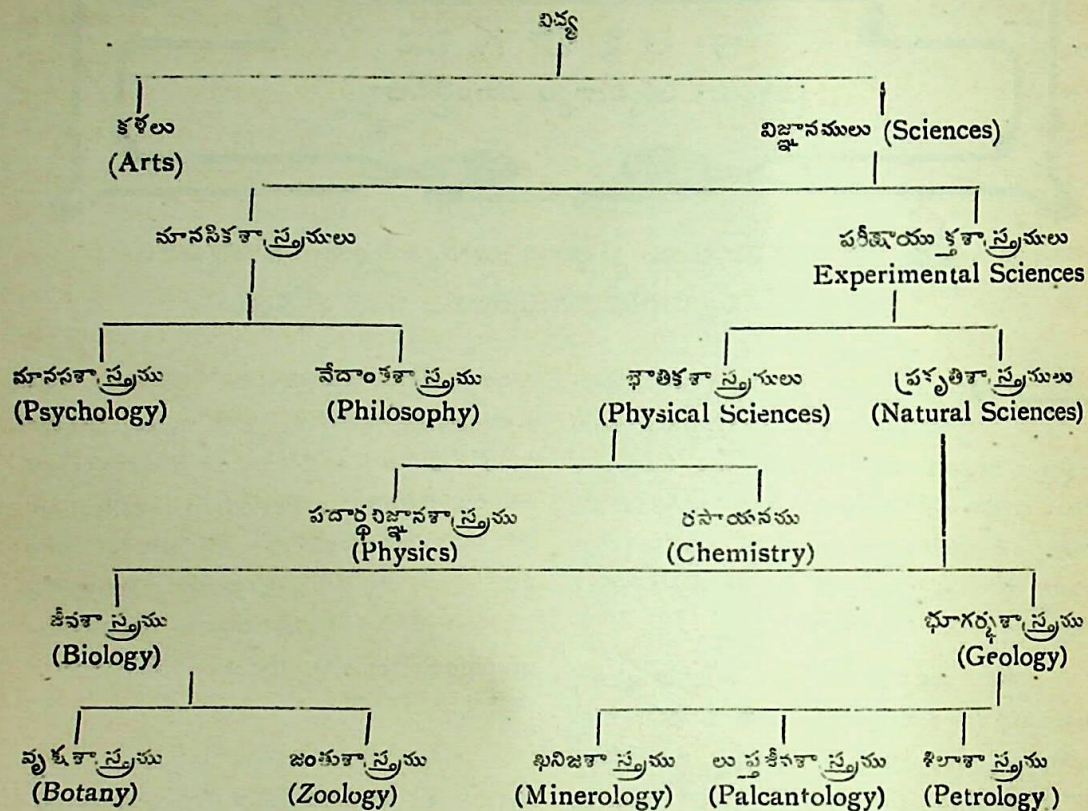 విద్య
కళలు
(Arts)
విజ్ఞానములు (Sciences)
మానసికశాస్త్రములు
పరీక్షాయుక్తశాస్త్రములు
Experimental Sciences
మానసశాస్త్రము
(Psychology)
వేదాంతశాస్త్రము
(Philosophy)
భౌతికశాస్త్రములు
(Physical Sciences)
ప్రకృతిశాస్త్రములు
(Natural Sciences)
పదార్థవిజ్ఞానశాస్త్రము
(Physics)
రసాయనము
(Chemistry)
జీవశాస్త్రము
(Biology)
భూగర్భశాస్త్రము
(Geology)
వృక్షశాస్త్రము
(Botany)
జంతుశాస్త్రము
(Zoology)
ఖనిజశాస్త్రము
(Minerology)
లుప్తజీవశాస్త్రము
(Palcantology)
శిలాశాస్త్రము
(Petrology)